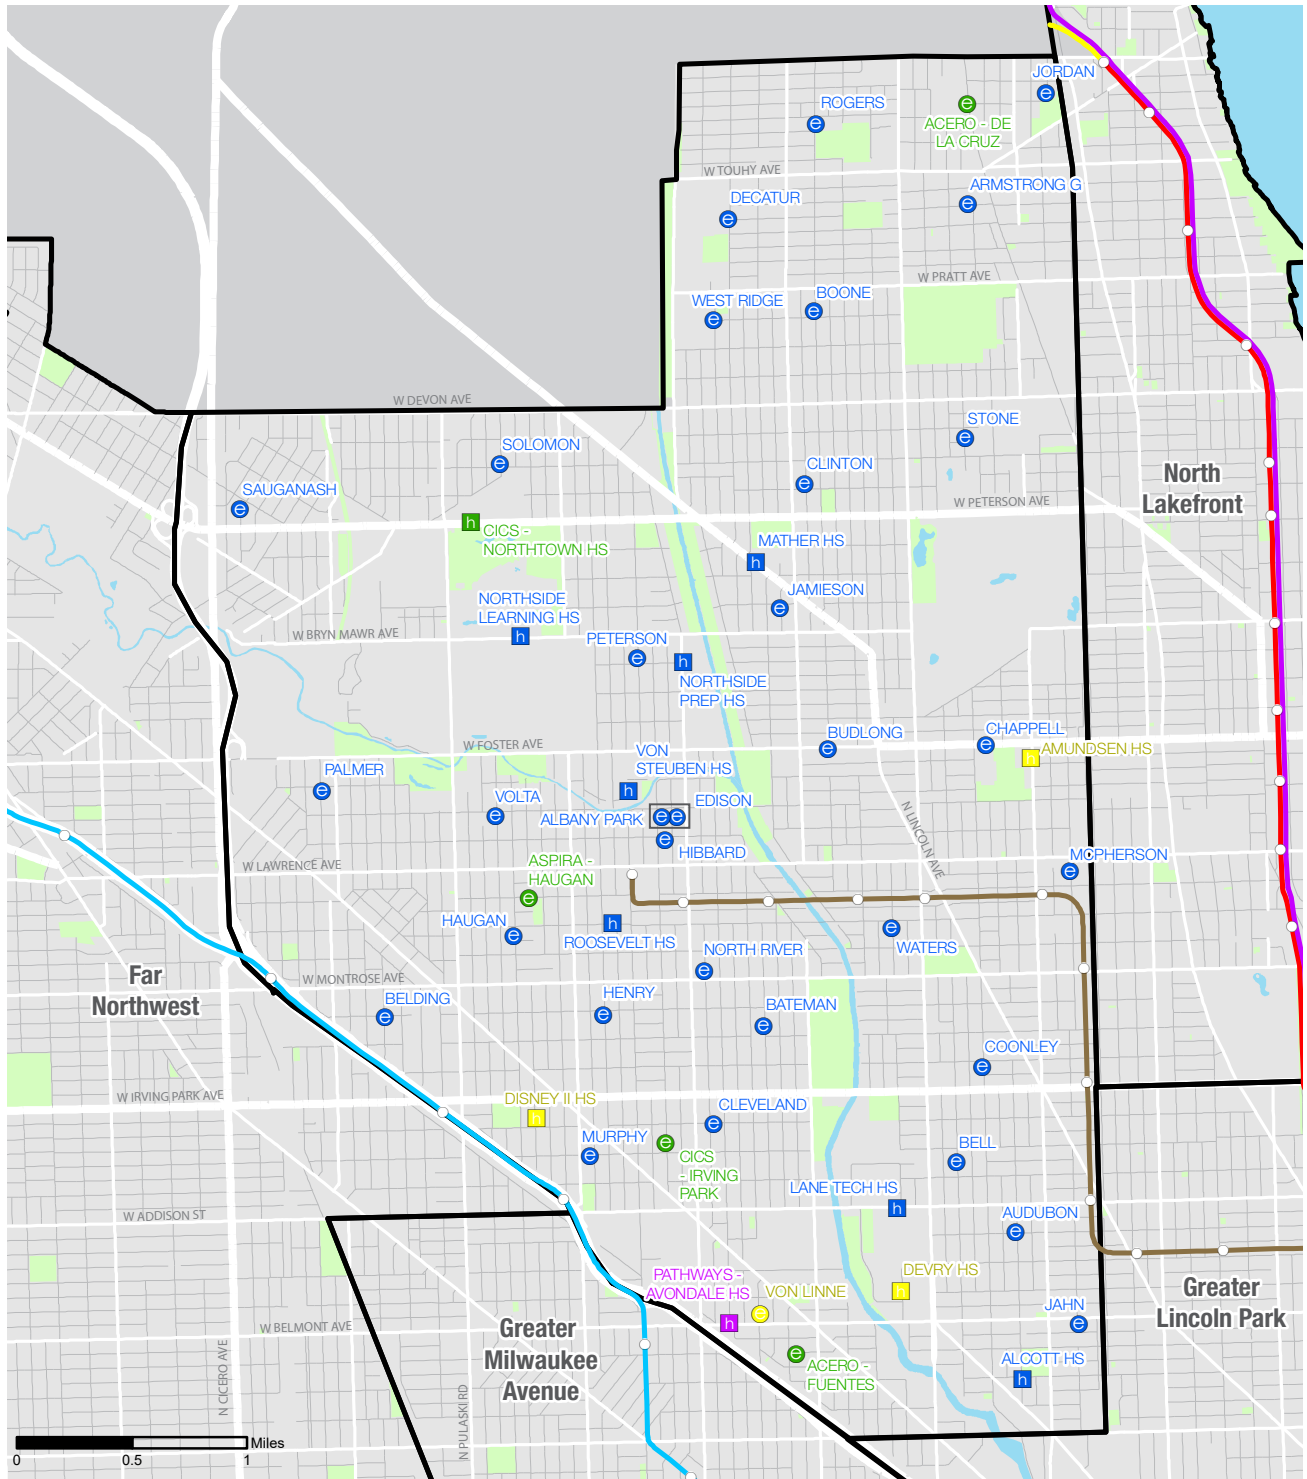 JORDAN
e
ROGERS
e
e
ACERO - DE
LA CRUZ
W TOUHY AVE
ARMSTRONG G
e
DECATUR
e
W PRATT AVE
WEST RIDGE
e
BOONE
e
W DEVON AVE
STONE
e
SOLOMON
e
CLINTON
e
North
Lakefront
SAUGANASH
e
W PETERSON AVE
h
CICS -
NORTHTOWN HS
MATHER HS
h
JAMIESON
e
NORTHSIDE
LEARNING HS
h
W BRYN MAWR AVE
PETERSON
e
h
NORTHSIDE
PREP HS
W FOSTER AVE
BUDLONG
e
CHAPPELL
e
AMUNDSEN HS
h
VON
STEUBEN HS
h
PALMER
e
VOLTA
e
ALBANY PARK
e e
EDISON
e
HIBBARD
N LINCOLN AVE
W LAWRENCE AVE
ASPIRA -
HAUGAN
e
MCPHERSON
e
HAUGAN
e
h
ROOSEVELT HS
e
WATERS
NORTH RIVER
e
Far
Northwest
W MONTROSE AVE
BELDING
e
HENRY
e
BATEMAN
e
COONLEY
e
W IRVING PARK AVE
DISNEY II HS
h
CLEVELAND
e
MURPHY
e
e
CICS
- IRVING
PARK
BELL
e
LANE TECH HS
h
W ADDISON ST
AUDUBON
e
PATHWAYS -
AVONDALE HS
h
VON LINNE
e
DEVRY HS
h
Greater
Lincoln Park
JAHN
e
W BELMONT AVE
Greater
Milwaukee
Avenue
e
ACERO -
FUENTES
ALCOTT HS
h
N CICERO AVE
N PULASKI RD
Miles
0
0.5
1